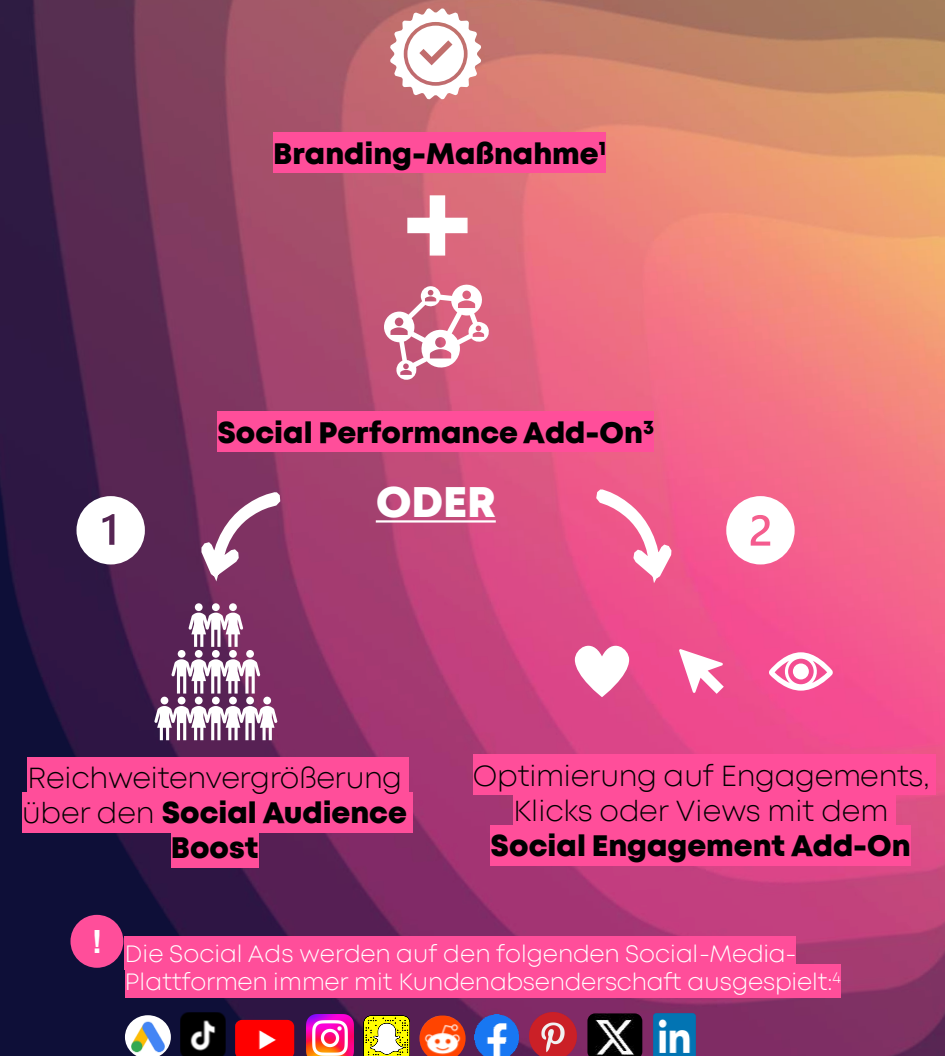 Branding-Maßnahme¹
Social Performance Add-On³
ODER
1
2
Reichweitenvergrößerung
über den Social Audience
Boost
Optimierung auf Engagements,
Klicks oder Views mit dem
Social Engagement Add-On
!
Die Social Ads werden auf den folgenden Social-Media-
Plattformen immer mit Kundenabsenderschaft ausgespielt:⁴